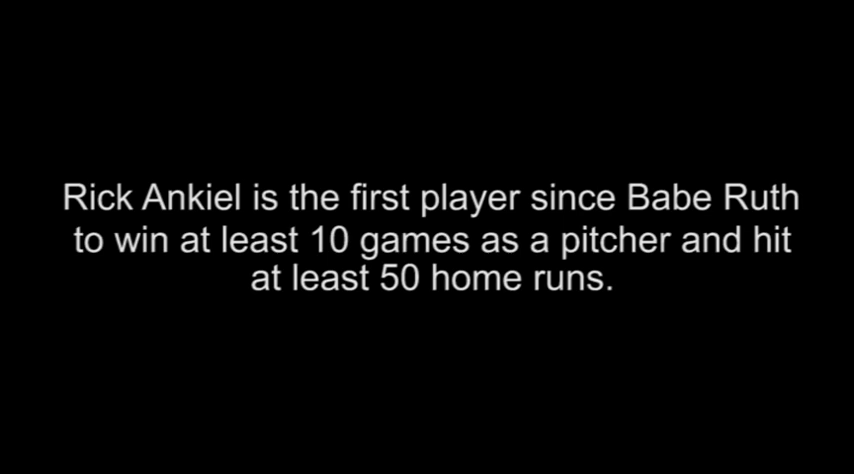 Rick Ankiel is the first player since Babe Ruth
to win at least 10 games as a pitcher and hit
at least 50 home runs.